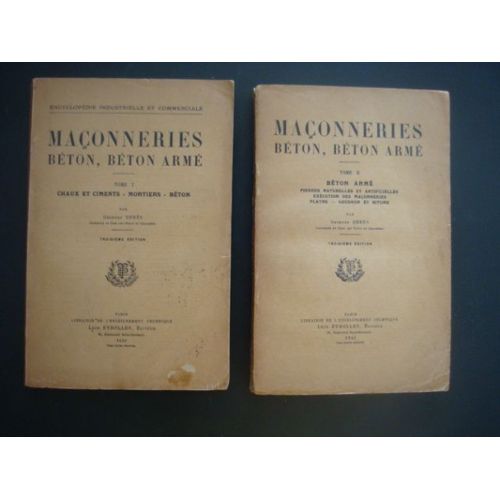 ENCYCLOPÉDIE INDUSTRIELLE ET COMMERCIALE
MAÇONNERIES
BÉTON, BÉTON ARMÉ
TOME I
CHAUX ET CIMENTS - MORTIERS - BÉTON
PAR
TROISIÈME ÉDITION
PARIS
LIBRAIRIE DE L'ENSEIGNEMENT TECHNIQUE
LÉON EYROLLES, ÉDITEUR
MAÇONNERIES
BÉTON, BÉTON ARMÉ
TOME II
BÉTON ARMÉ
PIERRES NATURELLES ET ARTIFICIELLES
EXÉCUTION DES MAÇONNERIES
PLATRE - GOUDRON ET BITUME
PAR
TROISIÈME ÉDITION
PARIS
LIBRAIRIE DE L'ENSEIGNEMENT TECHNIQUE
LÉON EYROLLES, ÉDITEUR